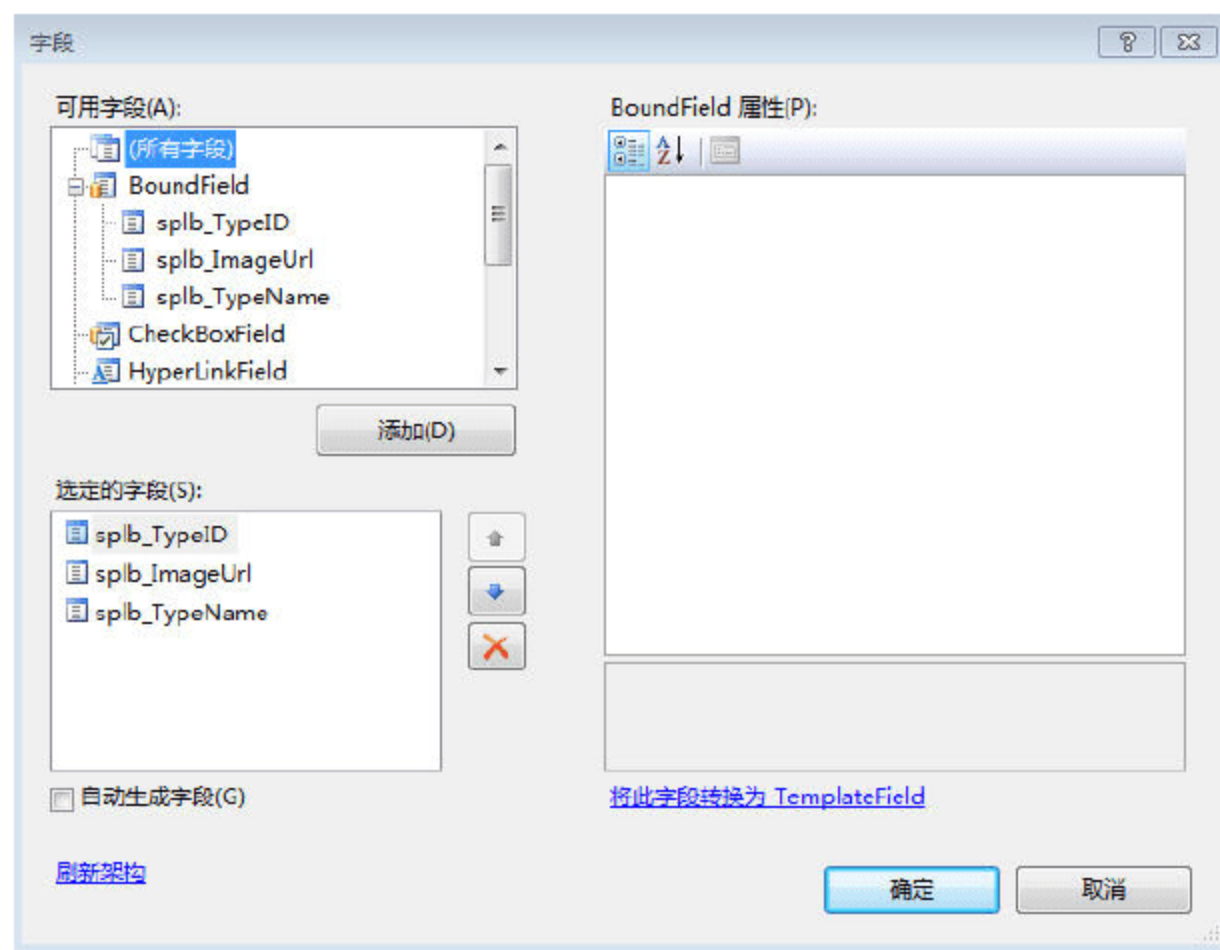 字段
可用字段(A):
(所有字段)
BoundField
splb_TypeID
splb_ImageUrl
splb_TypeName
CheckBoxField
HyperLinkField
添加(D)
选定的字段(S):
splb_TypeID
splb_ImageUrl
splb_TypeName
自动生成字段(G)
刷新架构
BoundField 属性(P):
将此字段转换为 TemplateField
确定
取消